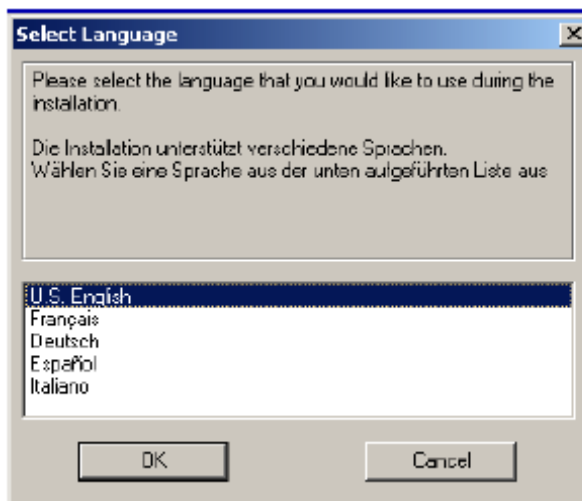 Select Language
Please select the language that you would like to use during the
installation.
Die Installation unterstützt verschiedene Sprachen.
Wählen Sie eine Sprache aus der unten aufgeführten Liste aus
U.S. English
Français
Deutsch
Español
Italiano
OK
Cancel